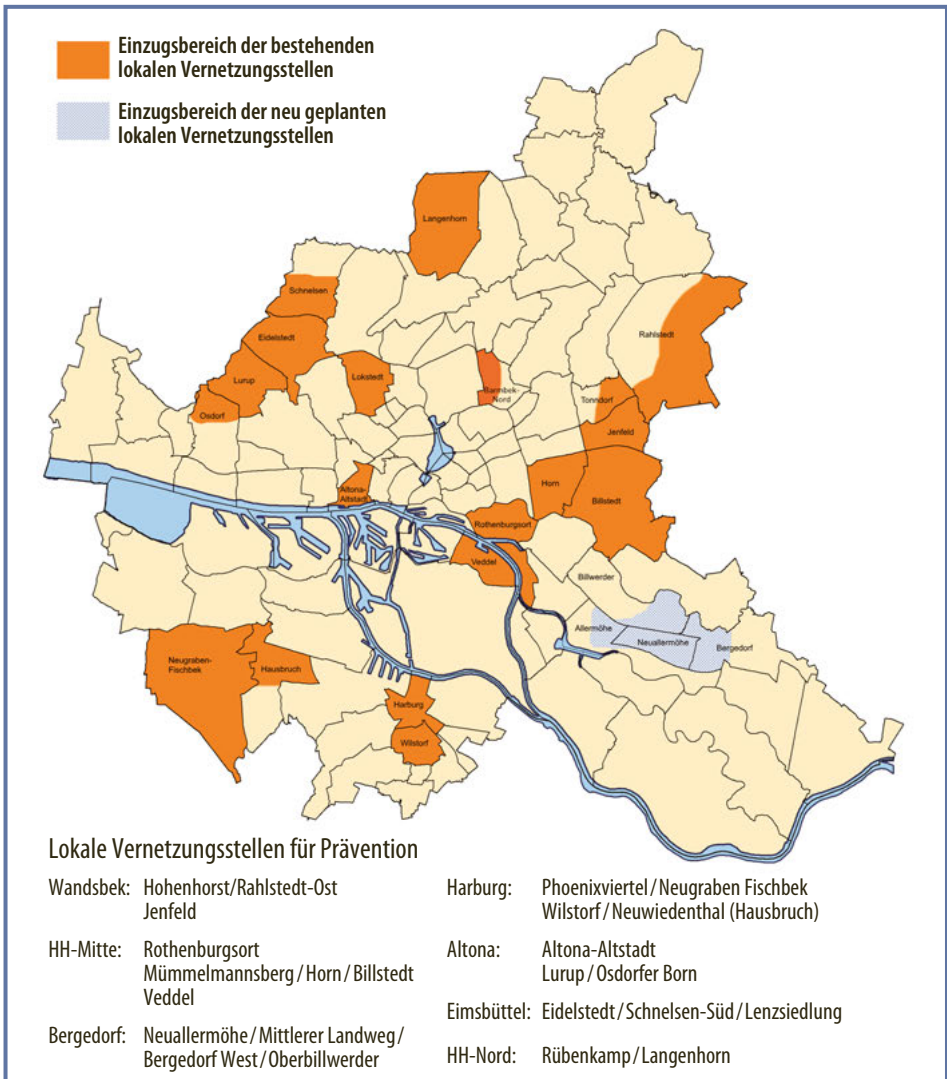 Einzugsbereich der bestehenden
lokalen Vernetzungsstellen
Einzugsbereich der neu geplanten
lokalen Vernetzungsstellen
Langenhorn
Schnelsen
Rahlstedt
Eidelstedt
Lurup
Lokstedt
Barmbek-
Nord
Tonndorf
Osdorf
Jenfeld
Horn
Altona-
Altstadt
Billstedt
Rothenburgsort
Veddel
Billwerder
Allermöhe
Neuallermöhe
Bergedorf
Neugraben-
Fischbek
Hausbruch
Harburg
Wilstorf
Lokale Vernetzungsstellen für Prävention
Wandsbek: Hohenhorst/Rahlstedt-Ost
Jenfeld
HH-Mitte: Rothenburgsort
Mümmelmannsberg/Horn/Billstedt
Veddel
Bergedorf: Neuallermöhe/Mittlerer Landweg/
Bergedorf West/Oberbillwerder
Harburg: Phoenixviertel/Neugraben Fischbek
Wilstorf/Neuwiedenthal (Hausbruch)
Altona: Altona-Altstadt
Lurup/Osdorfer Born
Eimsbüttel: Eidelstedt/Schnelsen-Süd/Lenzsiedlung
HH-Nord: Rübenkamp/Langenhorn